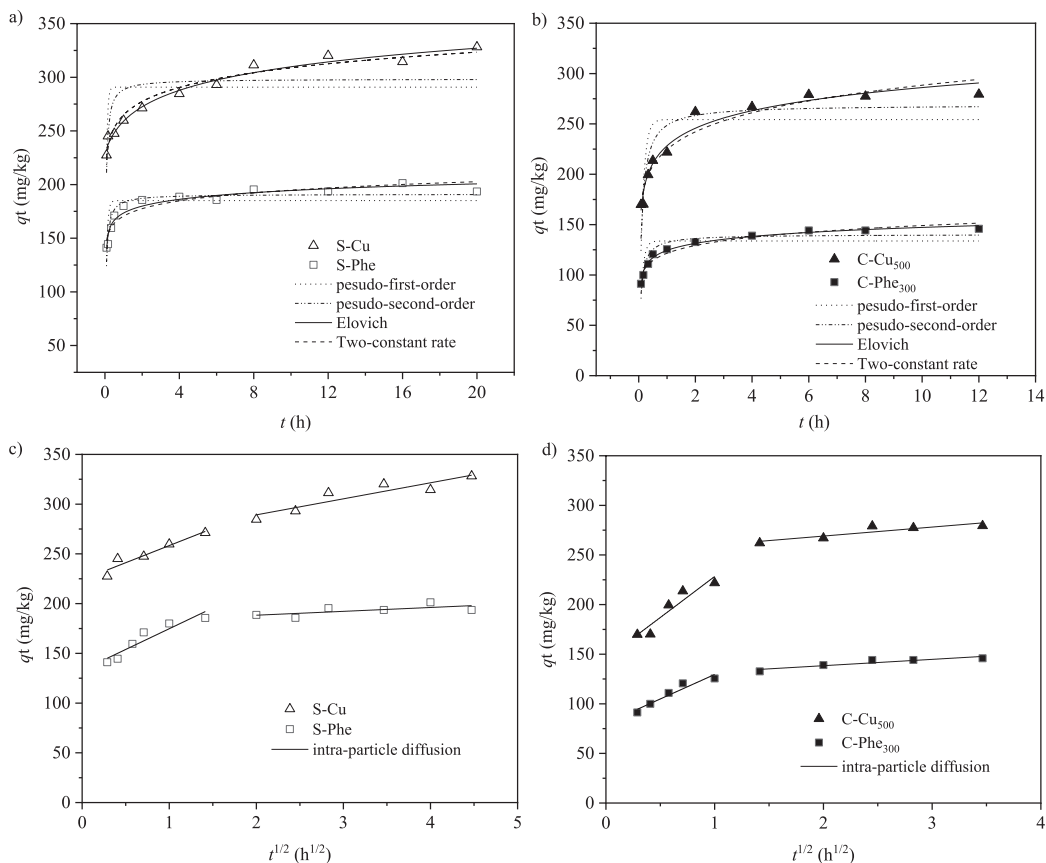 a)
350
300
250
200
150
100
50
qt (mg/kg)
S-Cu
S-Phe
pesudo-first-order
pesudo-second-order
Elovich
Two-constant rate
0 4 8 12 16 20
t (h)
b)
350
300
250
200
150
100
50
0
qt (mg/kg)
C-Cu500
C-Phe300
pesudo-first-order
pesudo-second-order
Elovich
Two-constant rate
0 2 4 6 8 10 12 14
t (h)
c)
350
300
250
200
150
100
50
0
qt (mg/kg)
S-Cu
S-Phe
intra-particle diffusion
0 1 2 3 4 5
t1/2 (h1/2)
d)
350
300
250
200
150
100
50
0
qt (mg/kg)
C-Cu500
C-Phe300
intra-particle diffusion
0 1 2 3 4
t1/2 (h1/2)